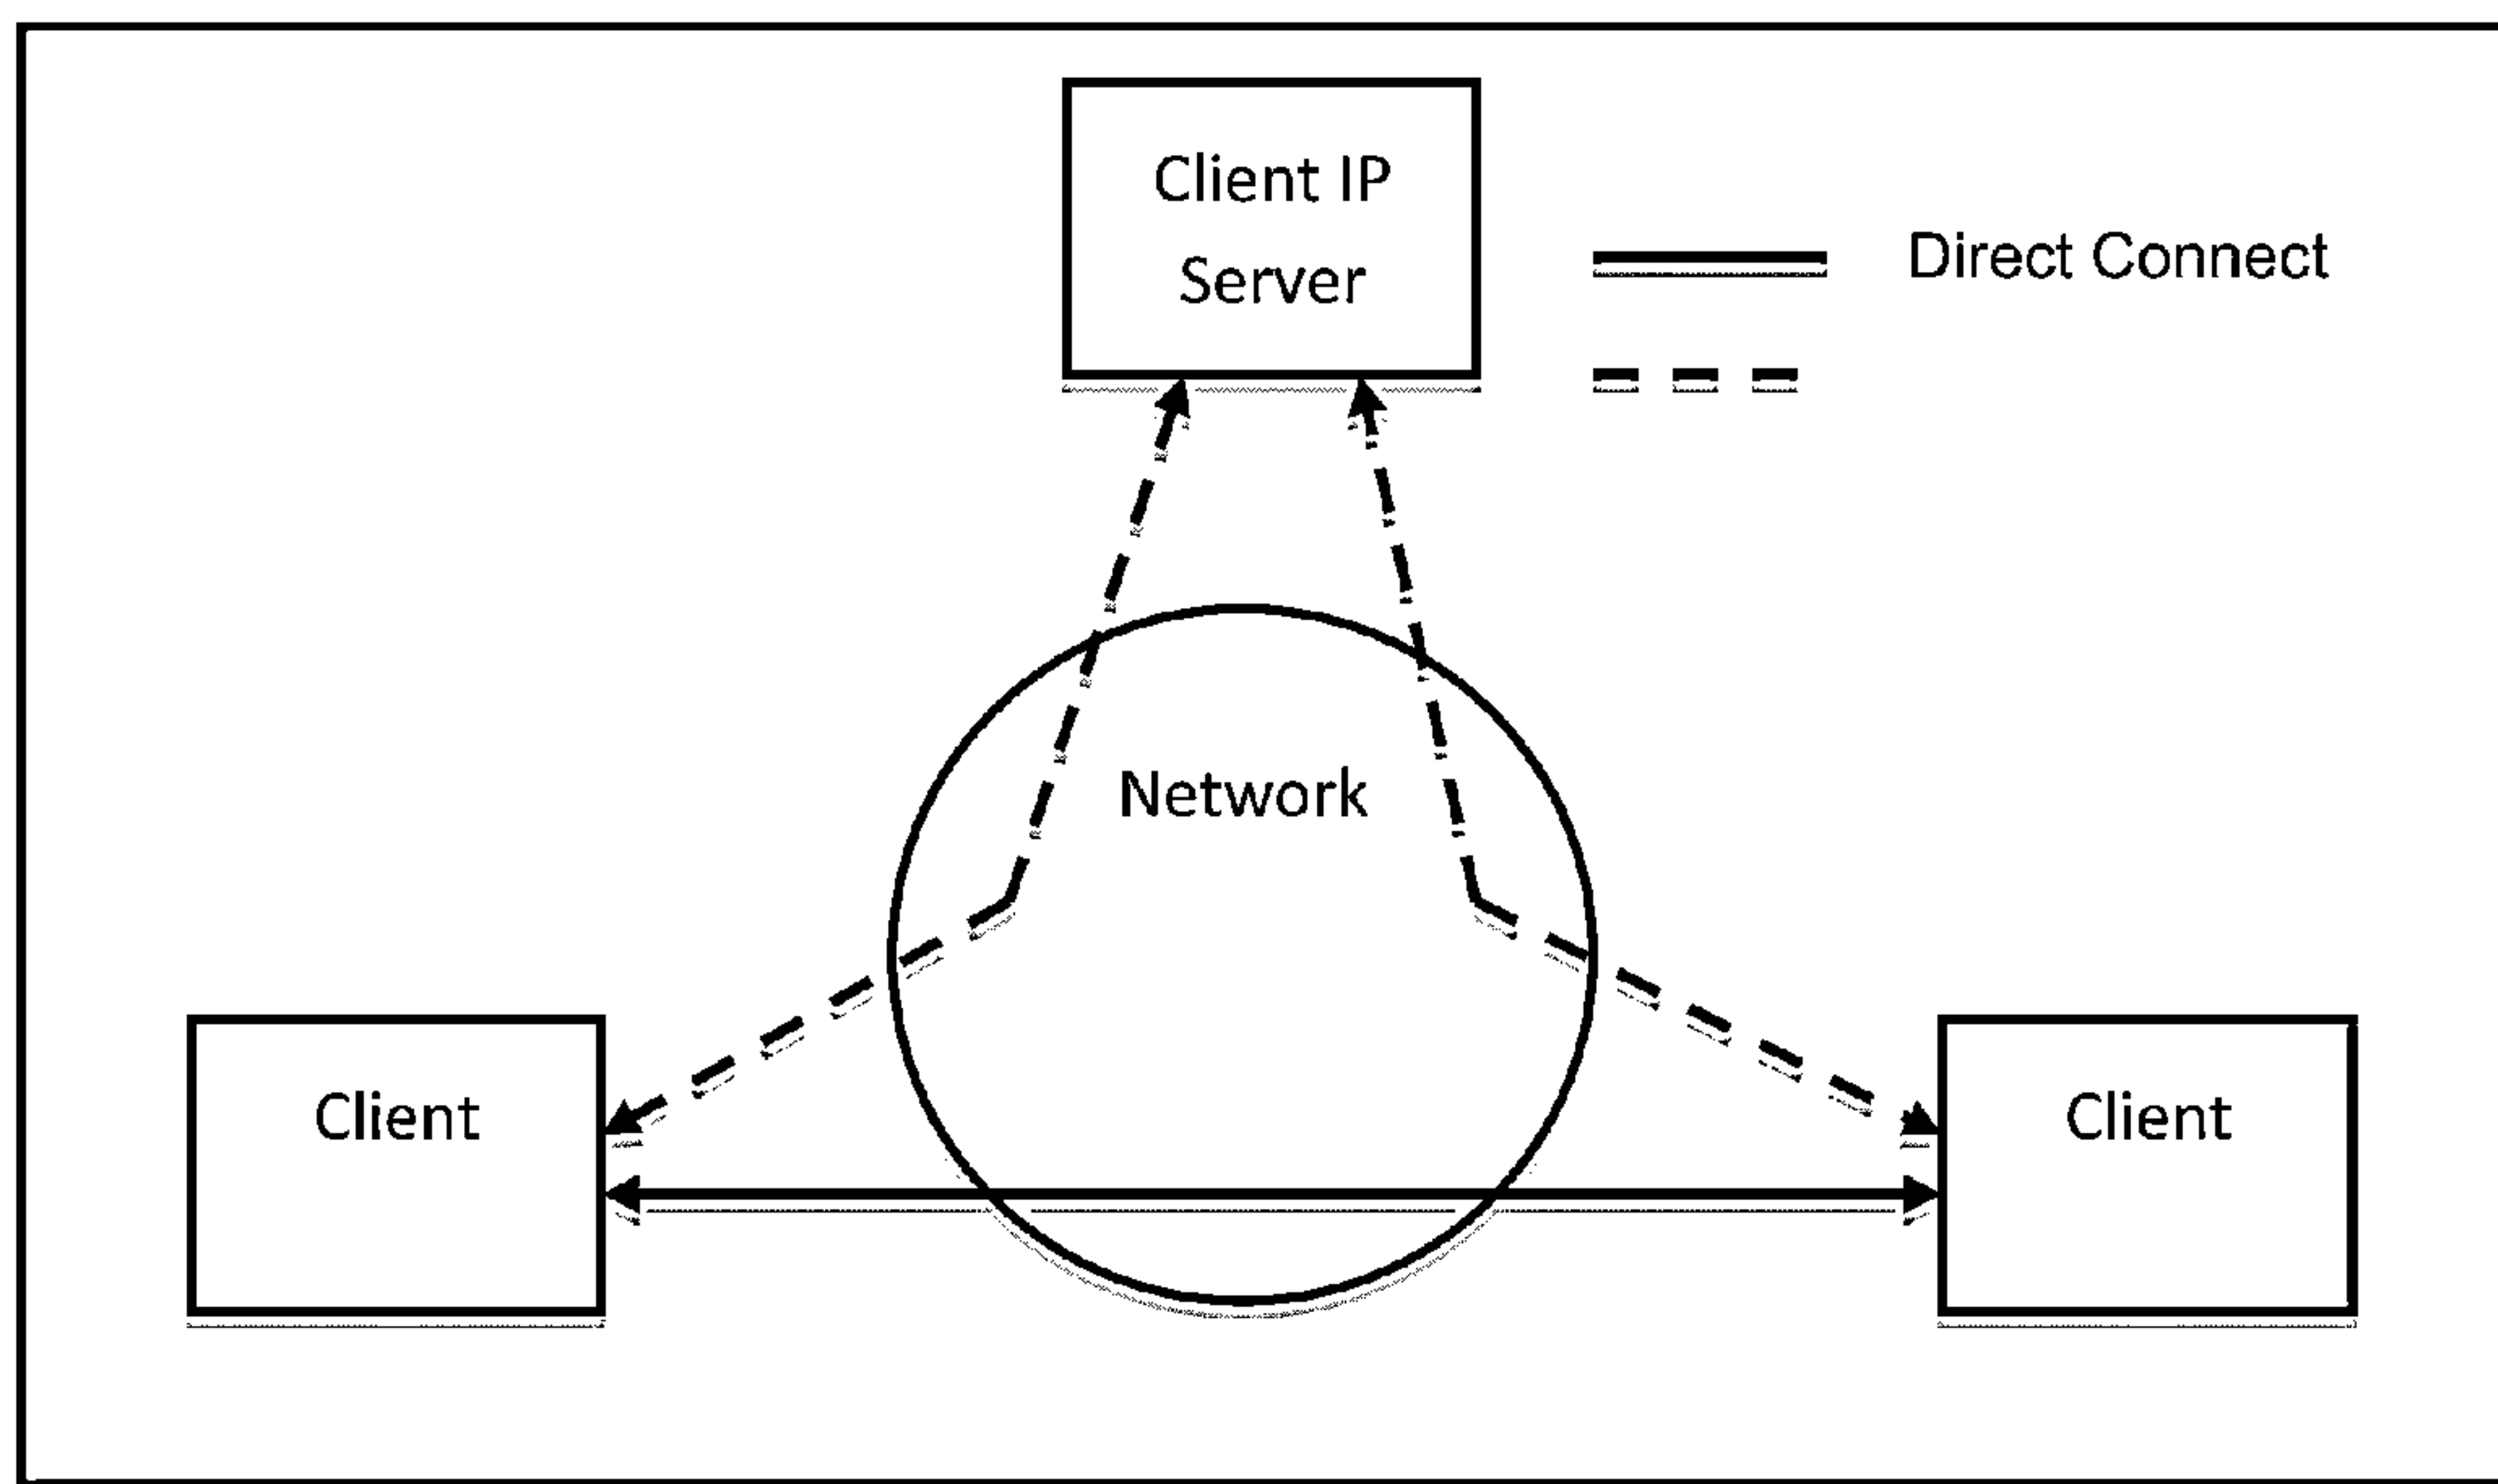 Client IP
Server
Direct Connect
Network
Client
Client